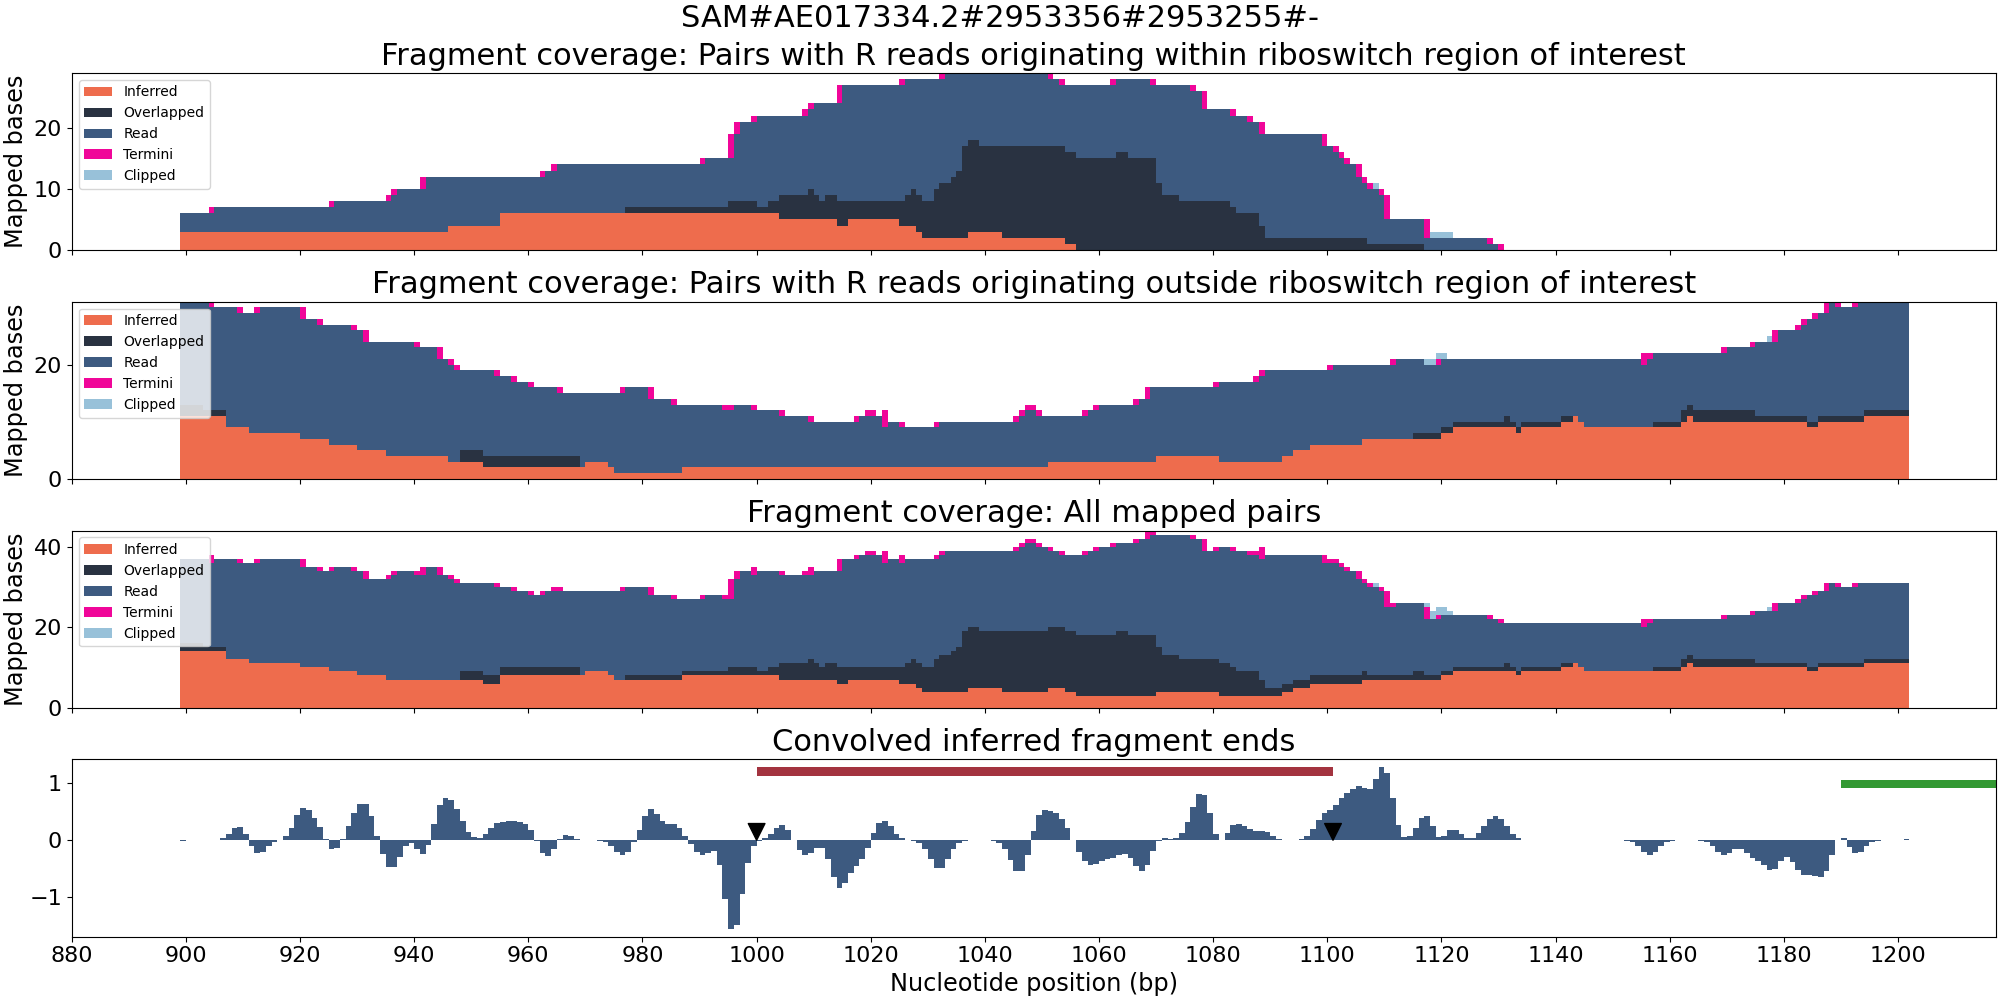 SAM#AE017334.2#2953356#2953255#-
Fragment coverage: Pairs with R reads originating within riboswitch region of interest
Mapped bases
20
10
0
Inferred
Overlapped
Read
Termini
Clipped
Fragment coverage: Pairs with R reads originating outside riboswitch region of interest
Mapped bases
20
0
Inferred
Overlapped
Read
Termini
Clipped
Fragment coverage: All mapped pairs
Mapped bases
40
20
0
Inferred
Overlapped
Read
Termini
Clipped
Convolved inferred fragment ends
1
0
−1
880 900 920 940 960 980 1000 1020 1040 1060 1080 1100 1120 1140 1160 1180 1200
Nucleotide position (bp)